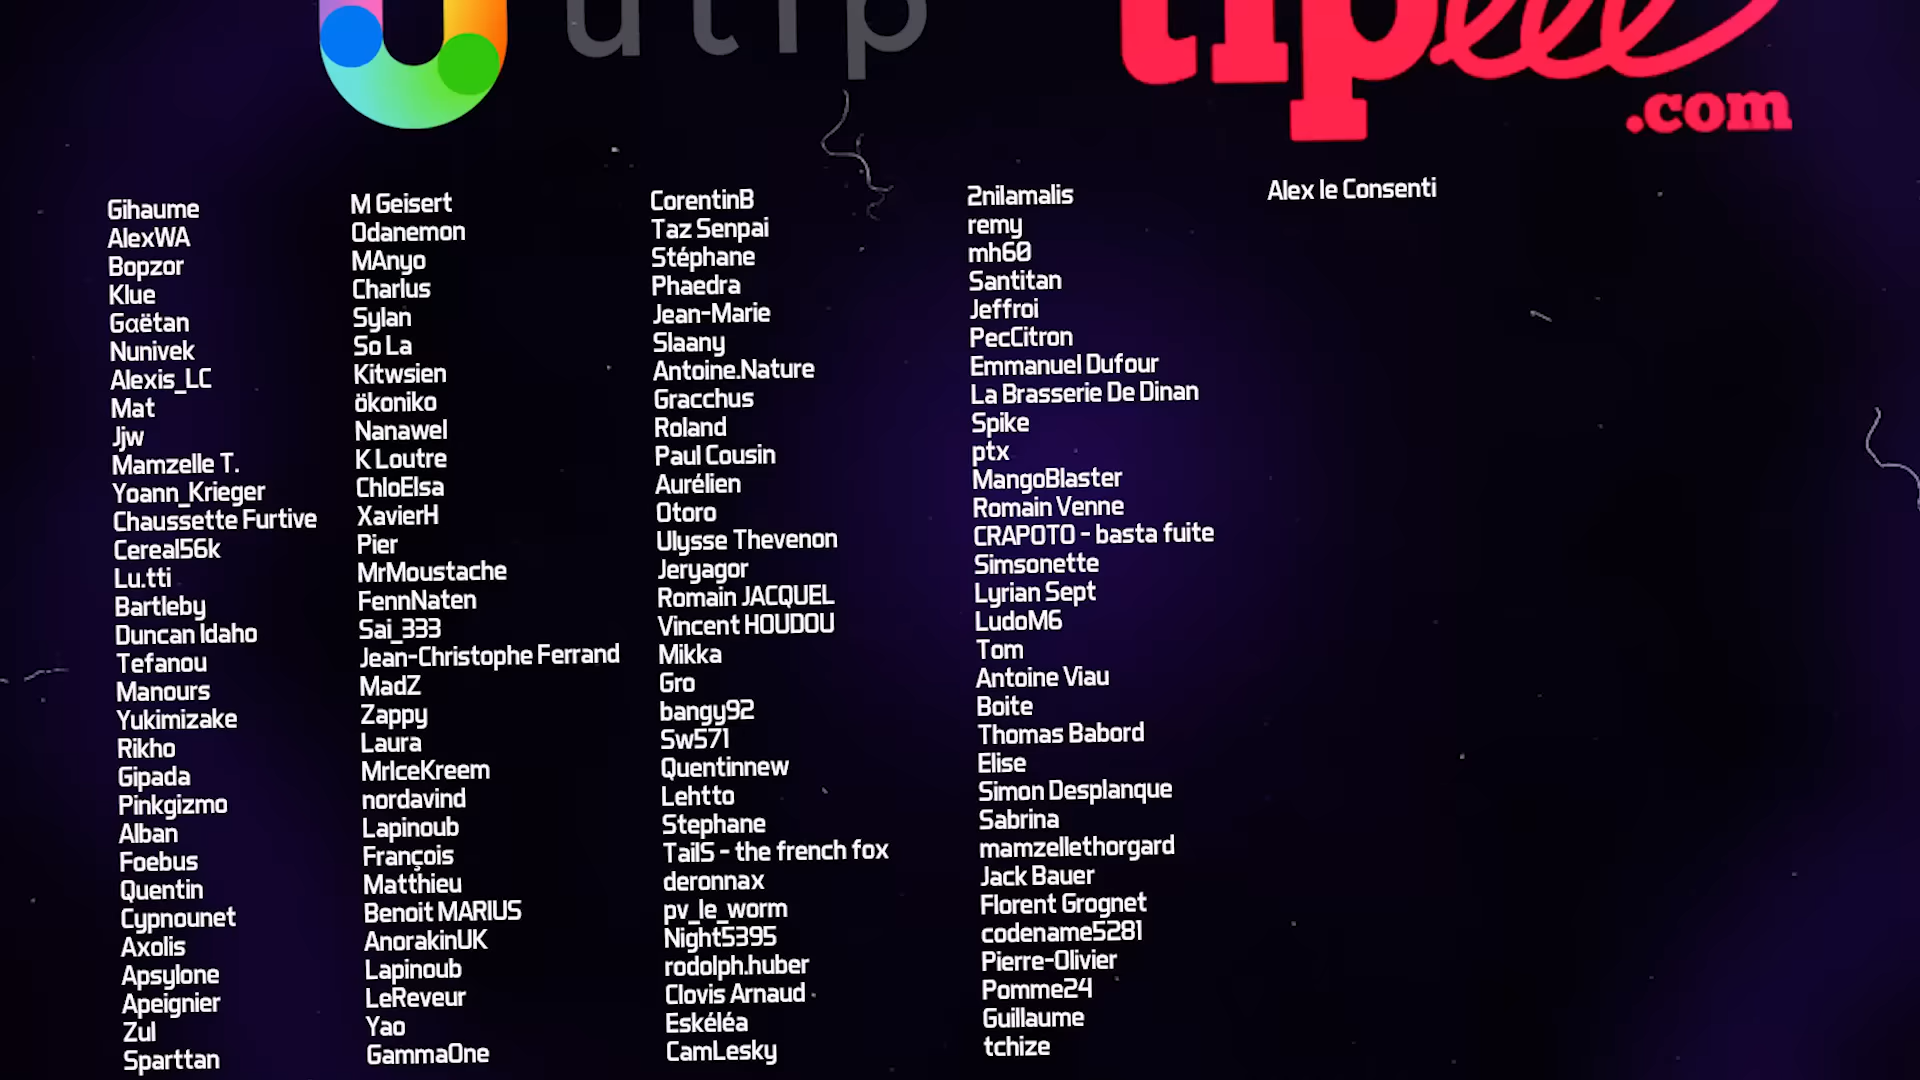 utip
tipeee
.com
Gihaume
AlexWA
Bopzor
Klue
Gaëtan
Nunivek
Alexis_LC
Mat
Jjw
Mamzelle T.
Yoann_Krieger
Chaussette Furtive
Cereal56k
Lu.tti
Bartleby
Duncan Idaho
Tefanou
Manours
Yukimizake
Rikho
Gipada
Pinkgizmo
Alban
Foebus
Quentin
Cypnounet
Axolis
Apsylone
Apeignier
Zul
Sparttan
M Geisert
Odanemon
MAnyo
Charlus
Sylan
So La
Kitwsien
ökoniko
Nanawel
K Loutre
ChloElsa
XavierH
Pier
MrMoustache
FennNaten
Sai_333
Jean-Christophe Ferrand
MadZ
Zappy
Laura
MrIceKreem
nordavind
Lapinoub
François
Matthieu
Benoit MARIUS
AnorakinUK
Lapinoub
LeReveur
Yao
GammaOne
CorentinB
Taz Senpai
Stéphane
Phaedra
Jean-Marie
Slaany
Antoine.Nature
Gracchus
Roland
Paul Cousin
Aurélien
Otoro
Ulysse Thevenon
Jeryagor
Romain JACQUEL
Vincent HOUDOU
Mikka
Gro
bangy92
Sw571
Quentinnew
Lehtto
Stephane
TailS - the french fox
deronnax
pv_le_worm
Night5395
rodolph.huber
Clovis Arnaud
Eskéléa
CamLesky
2nilamalis
remy
mh60
Santitan
Jeffroi
PecCitron
Emmanuel Dufour
La Brasserie De Dinan
Spike
ptx
MangoBlaster
Romain Venne
CRAPOTO - basta fuite
Simsonette
Lyrian Sept
LudoM6
Tom
Antoine Viau
Boite
Thomas Babord
Elise
Simon Desplanque
Sabrina
mamzellethorgard
Jack Bauer
Florent Grognet
codename5281
Pierre-Olivier
Pomme24
Guillaume
tchize
Alex le Consenti